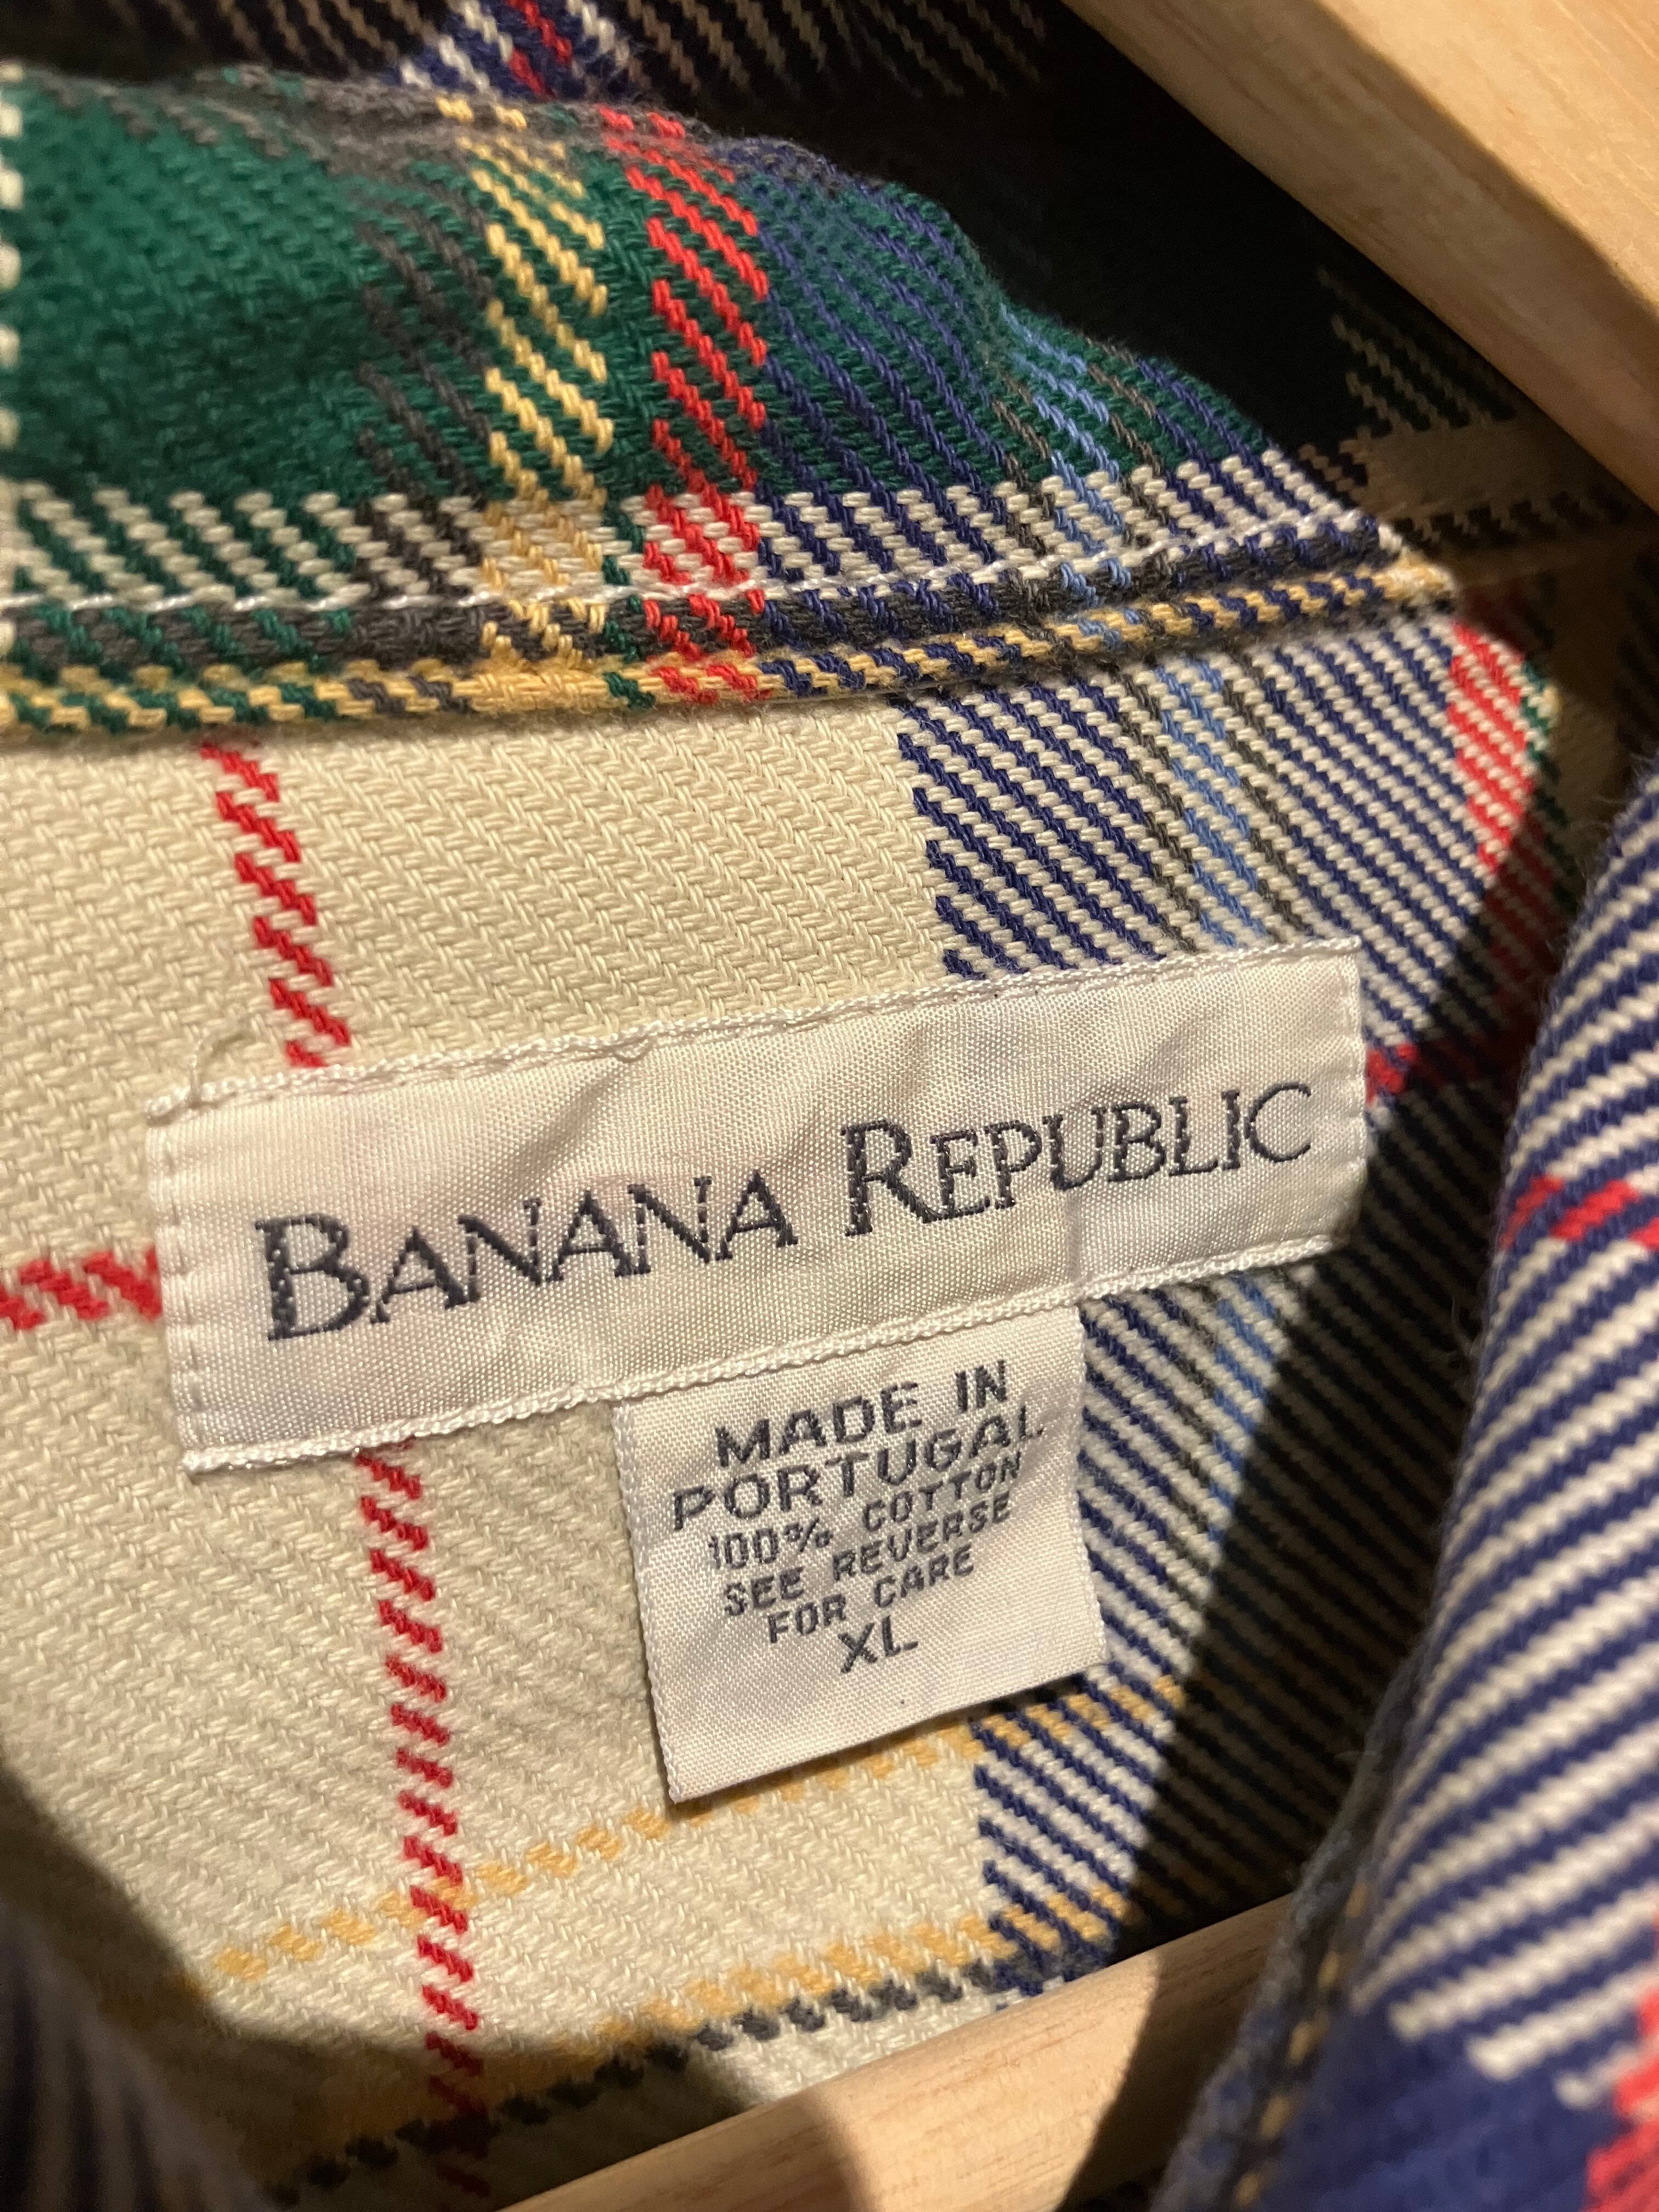 BANANA REPUBLIC
MADE IN
PORTUGAL
100% COTTON
SEE REVERSE
FOR CARE
XL